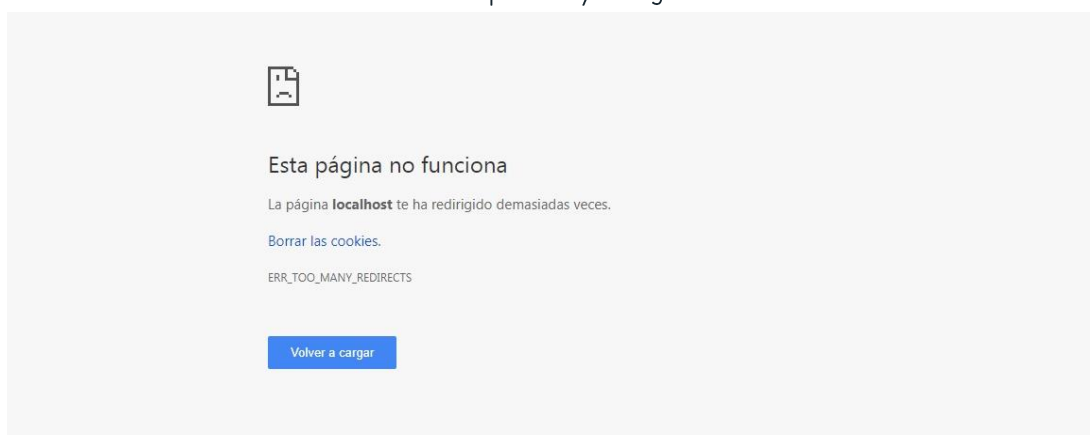 Esta página no funciona
La página localhost te ha redirigido demasiadas veces.
Borrar las cookies.
ERR_TOO_MANY_REDIRECTS
Volver a cargar